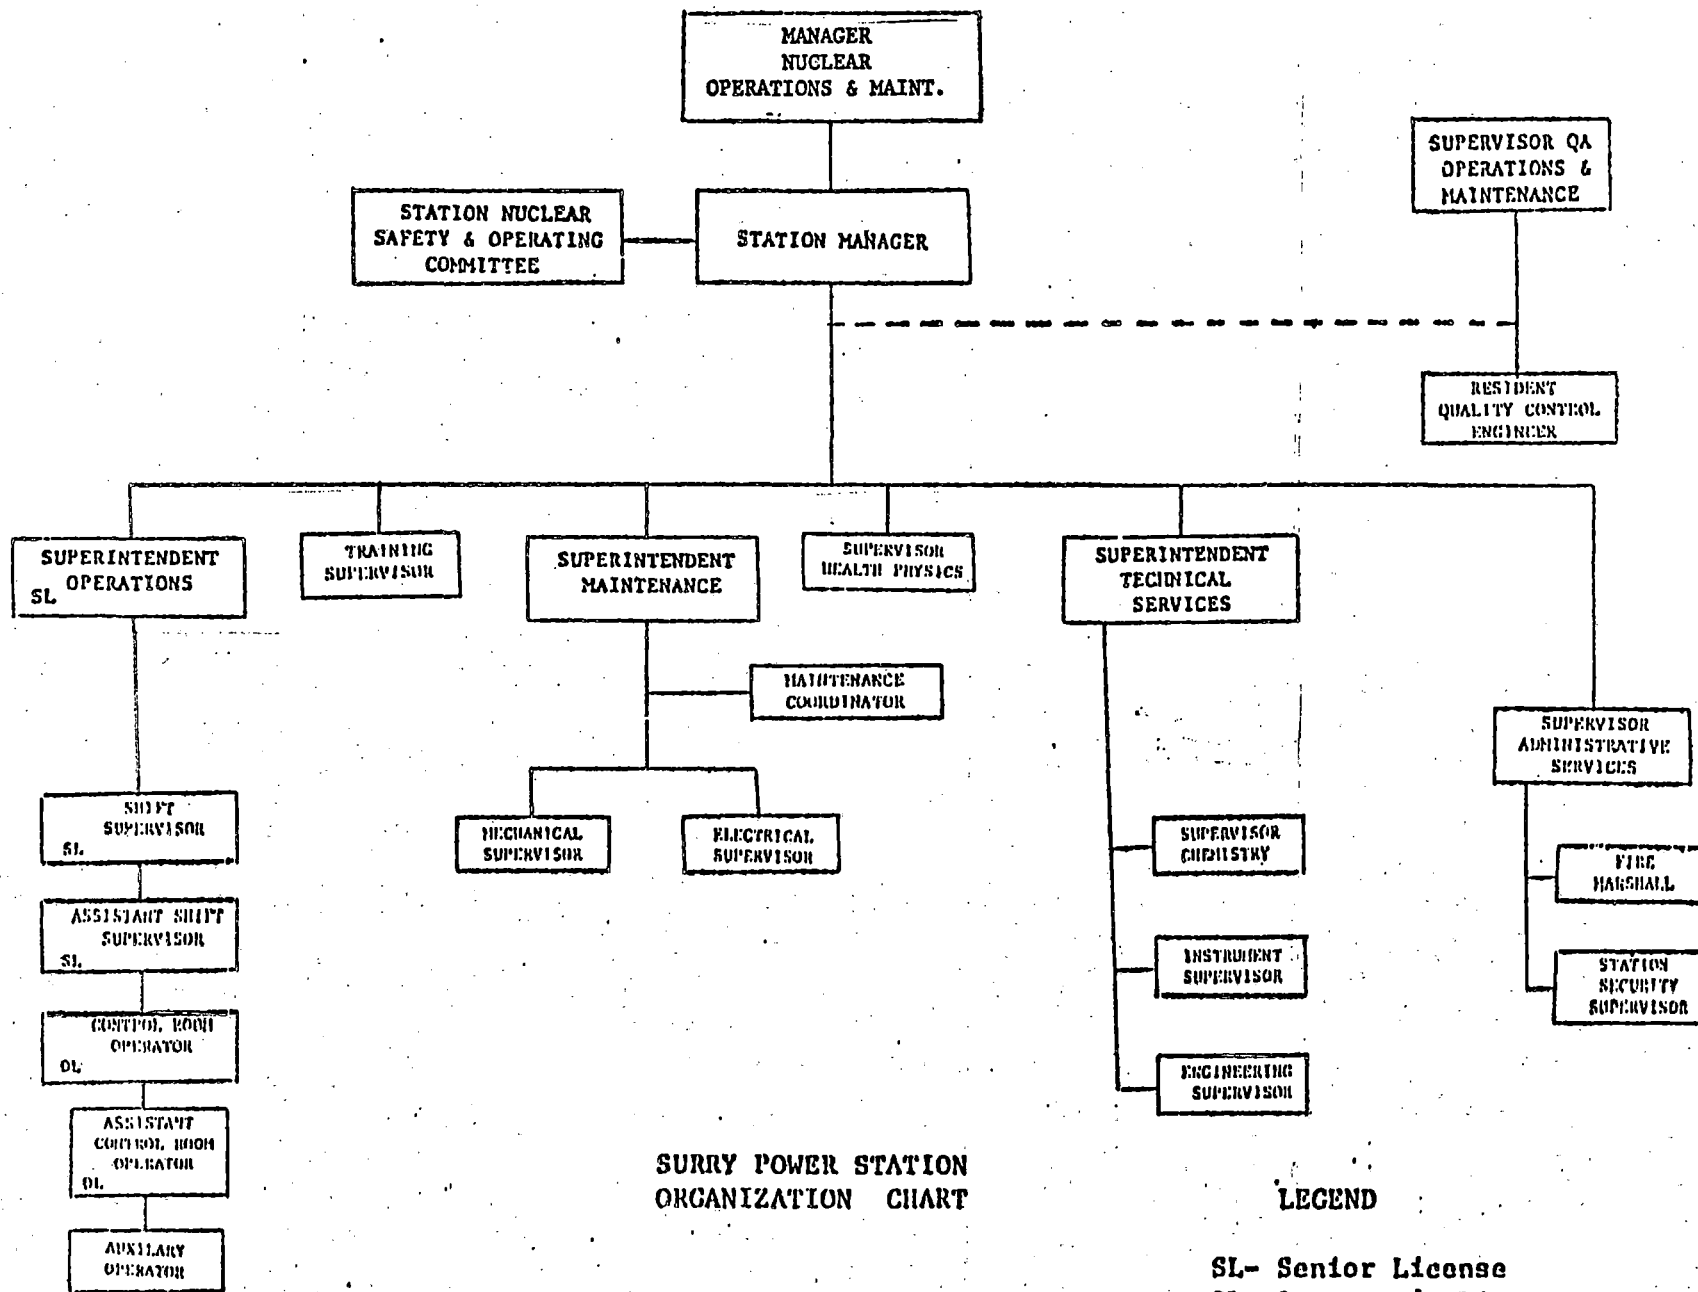 MANAGER
NUCLEAR
OPERATIONS & MAINT.
SUPERVISOR QA
OPERATIONS &
MAINTENANCE
STATION NUCLEAR
SAFETY & OPERATING
COMMITTEE
STATION MANAGER
RESIDENT
QUALITY CONTROL
ENGINEER
SUPERINTENDENT
OPERATIONS
SL
TRAINING
SUPERVISOR
SUPERINTENDENT
MAINTENANCE
SUPERVISOR
HEALTH PHYSICS
SUPERINTENDENT
TECHNICAL
SERVICES
MAINTENANCE
COORDINATOR
SUPERVISOR
ADMINISTRATIVE
SERVICES
SHIFT
SUPERVISOR
SL
MECHANICAL
SUPERVISOR
ELECTRICAL
SUPERVISOR
SUPERVISOR
CHEMISTRY
FIRE
MARSHALL
ASSISTANT SHIFT
SUPERVISOR
SL
INSTRUMENT
SUPERVISOR
STATION
SECURITY
SUPERVISOR
CONTROL ROOM
OPERATOR
OL
ENGINEERING
SUPERVISOR
ASSISTANT
CONTROL ROOM
OPERATOR
OL
AUXILARY
OPERATOR
SURRY POWER STATION
ORGANIZATION CHART
LEGEND
SL- Senior License